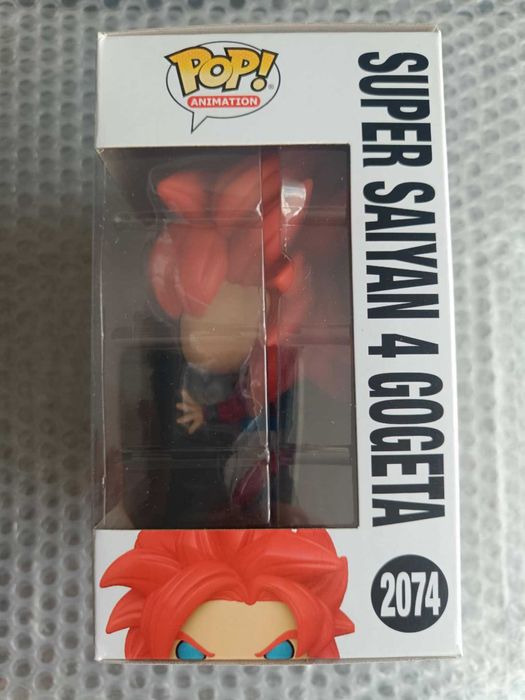 POP!
ANIMATION
SUPER SAIYAN 4 GOGETA
2074